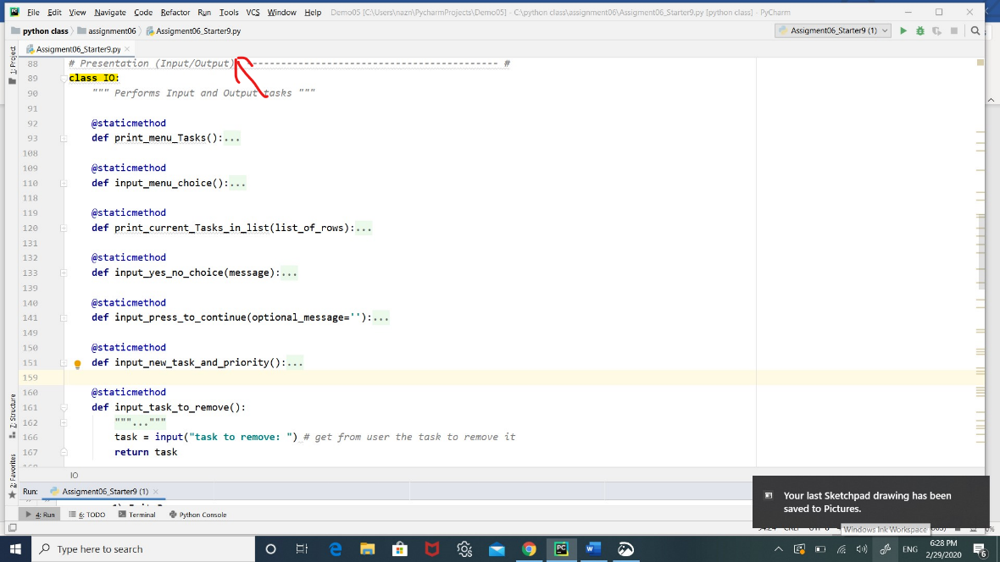 File Edit View Navigate Code Refactor Run Tools VCS Window Help Demo05 [C:\Users\nazn\PycharmProjects\Demo05] - C:\python class\assignment06\Assigment06_Starter9.py [python class] - PyCharm
python class assignment06 Assigment06_Starter9.py Assigment06_Starter9 (1)
Assigment06_Starter9.py
1: Project
88 # Presentation (Input/Output) ------------------------------------------- #
89 class IO:
90 """ Performs Input and Output tasks """
91
92 @staticmethod
93 def print_menu_Tasks():...
108
109 @staticmethod
110 def input_menu_choice():...
118
119 @staticmethod
120 def print_current_Tasks_in_list(list_of_rows):...
131
132 @staticmethod
133 def input_yes_no_choice(message):...
139
140 @staticmethod
141 def input_press_to_continue(optional_message=''):...
149
150 @staticmethod
151 def input_new_task_and_priority():...
159
160 @staticmethod
161 def input_task_to_remove():
162 """..."""
166 task = input("task to remove: ") # get from user the task to remove it
167 return task
7: Structure
2: Favorites
IO
Run: Assigment06_Starter9 (1)
4: Run 6: TODO Terminal Python Console
Your last Sketchpad drawing has been
saved to Pictures.
Windows Ink Workspace
Type here to search
ENG
6:28 PM
2/29/2020
6